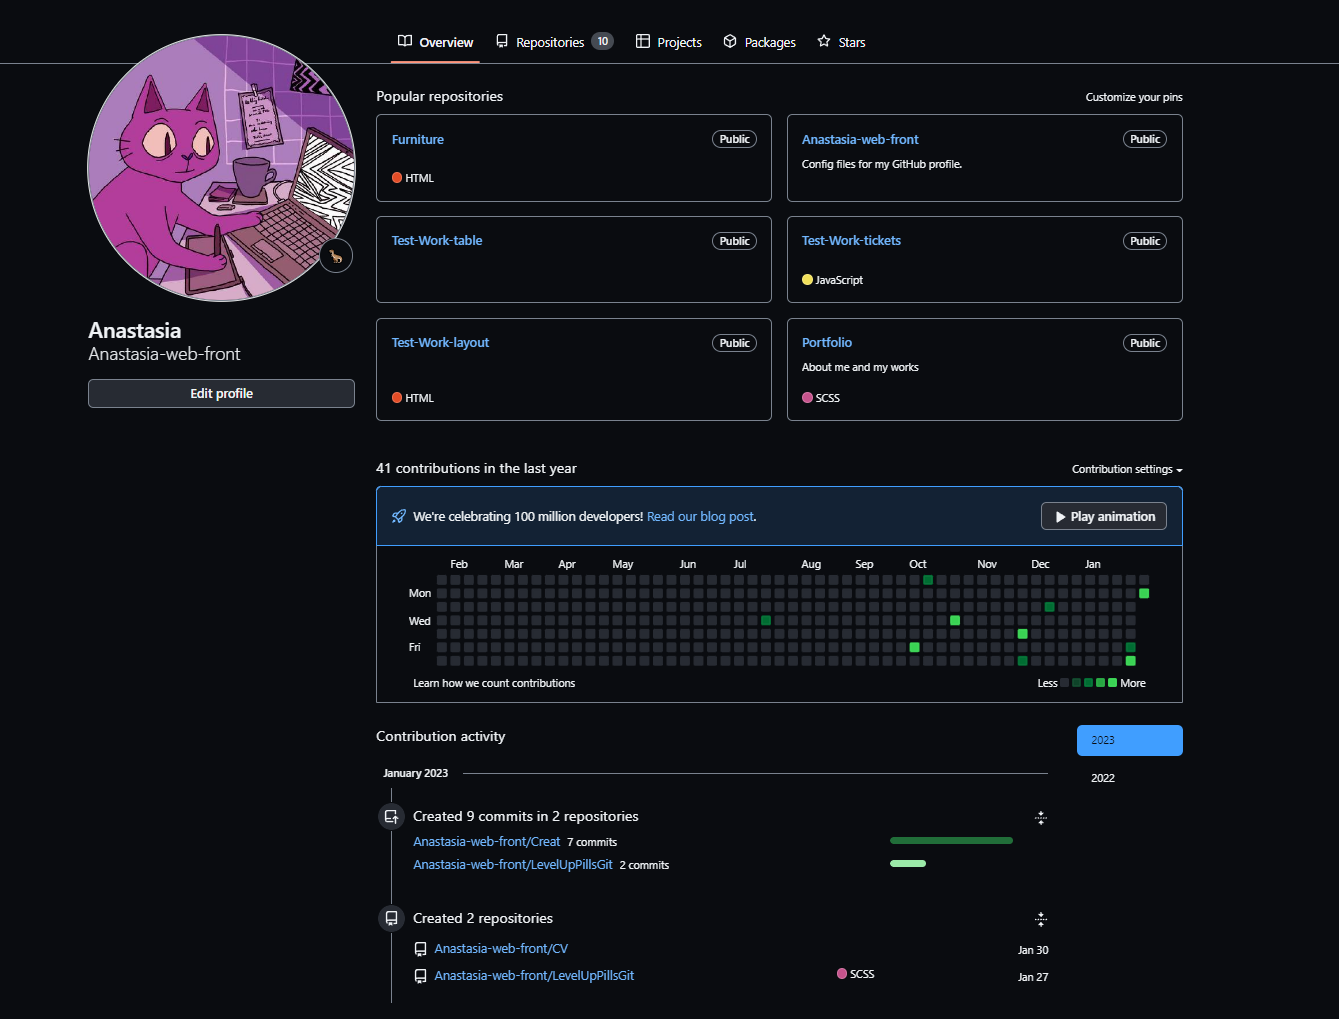 Overview Repositories 10 Projects Packages Stars
Popular repositories
Customize your pins
Furniture Public
HTML
Anastasia-web-front Public
Config files for my GitHub profile.
Test-Work-table Public
Test-Work-tickets Public
JavaScript
Test-Work-layout Public
HTML
Portfolio Public
About me and my works
SCSS
Anastasia
Anastasia-web-front
Edit profile
41 contributions in the last year
Contribution settings
We're celebrating 100 million developers! Read our blog post.
Play animation
Feb Mar Apr May Jun Jul Aug Sep Oct Nov Dec Jan
Mon
Wed
Fri
Learn how we count contributions
Less More
Contribution activity
2023
2022
January 2023
Created 9 commits in 2 repositories
Anastasia-web-front/Creat 7 commits
Anastasia-web-front/LevelUpPillsGit 2 commits
Created 2 repositories
Anastasia-web-front/CV Jan 30
Anastasia-web-front/LevelUpPillsGit SCSS Jan 27